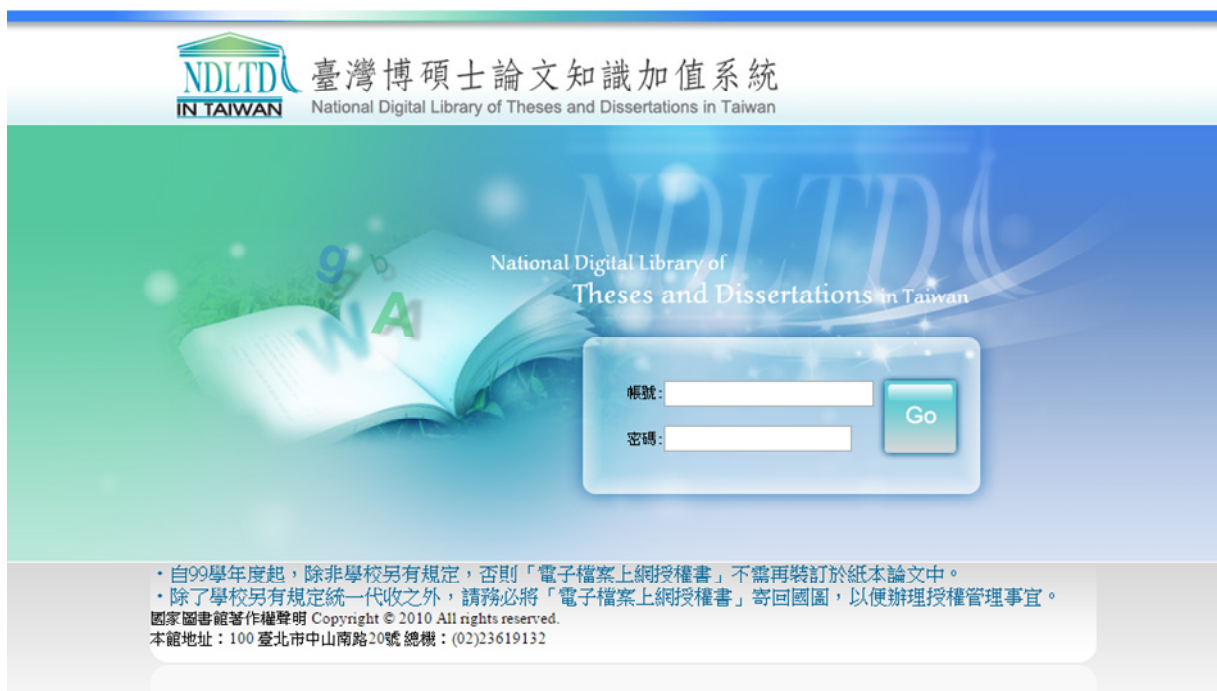 NDLTD
IN TAIWAN
臺灣博碩士論文知識加值系統
National Digital Library of Theses and Dissertations in Taiwan
NDLTD
National Digital Library of
Theses and Dissertations in Taiwan
g b
W A
帳號:
Go
密碼:
・自99學年度起，除非學校另有規定，否則「電子檔案上網授權書」不需再裝訂於紙本論文中。
・除了學校另有規定統一代收之外，請務必將「電子檔案上網授權書」寄回國圖，以便辦理授權管理事宜。
國家圖書館著作權聲明 Copyright © 2010 All rights reserved.
本館地址：100 臺北市中山南路20號 總機：(02)23619132